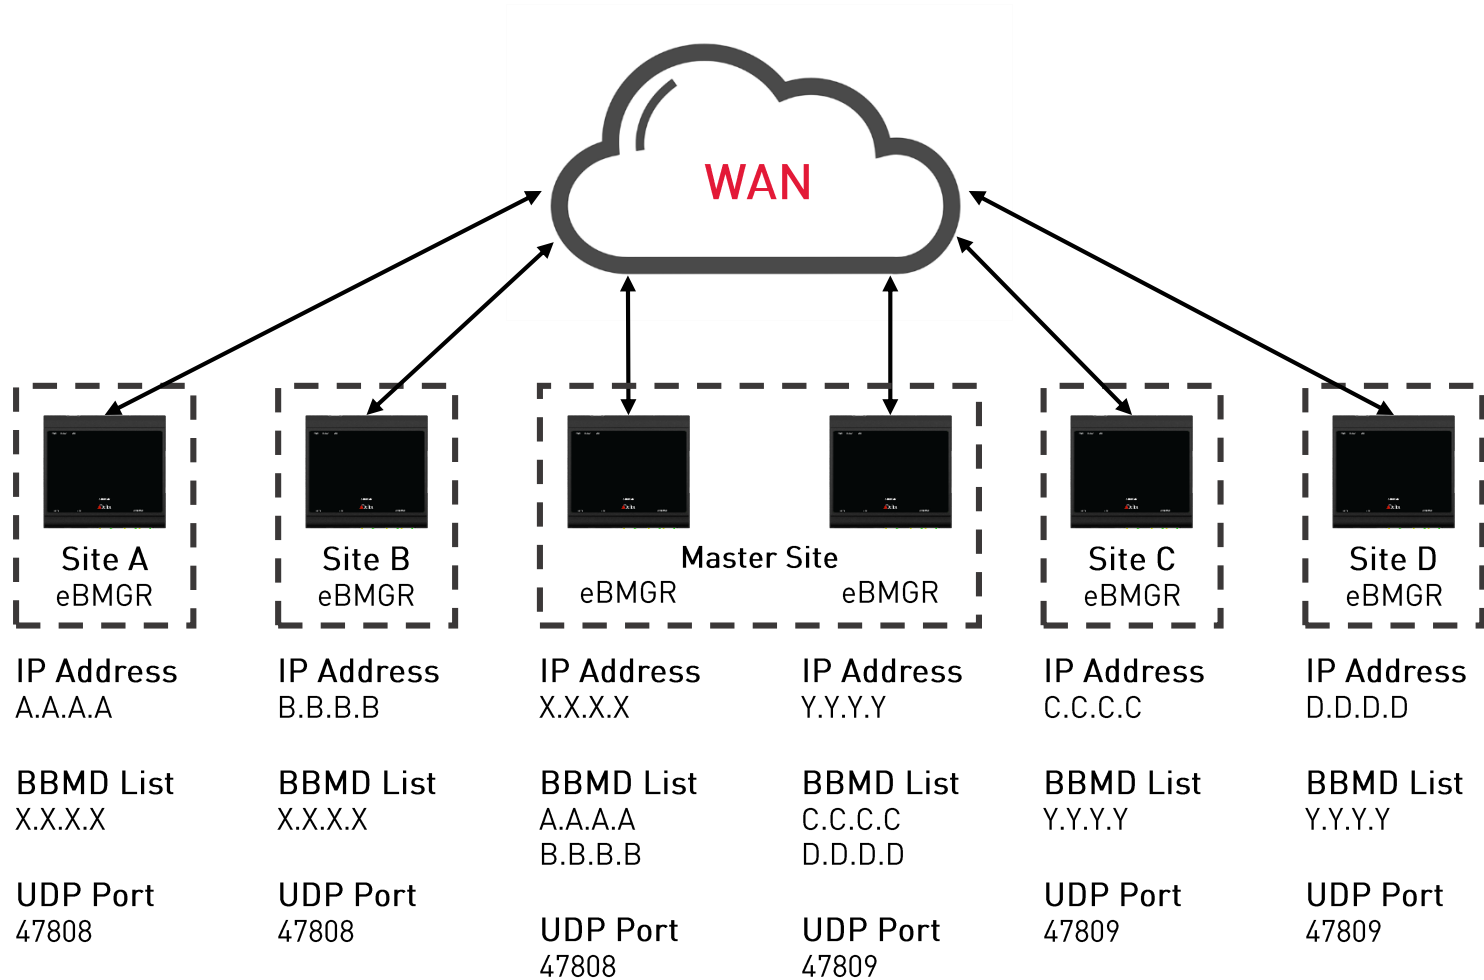 WAN
Site A
eBMGR
IP Address
A.A.A.A
BBMD List
X.X.X.X
UDP Port
47808
Site B
eBMGR
IP Address
B.B.B.B
BBMD List
X.X.X.X
UDP Port
47808
Master Site
eBMGR
eBMGR
IP Address
X.X.X.X
BBMD List
A.A.A.A
B.B.B.B
UDP Port
47808
IP Address
Y.Y.Y.Y
BBMD List
C.C.C.C
D.D.D.D
UDP Port
47809
Site C
eBMGR
IP Address
C.C.C.C
BBMD List
Y.Y.Y.Y
UDP Port
47809
Site D
eBMGR
IP Address
D.D.D.D
BBMD List
Y.Y.Y.Y
UDP Port
47809